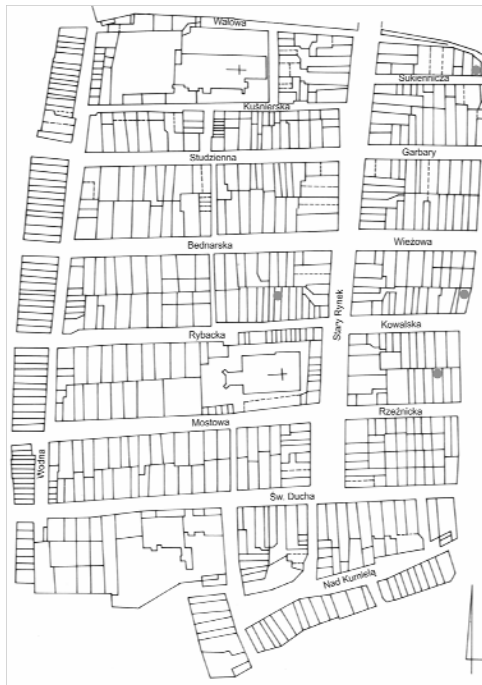 Wałowa
Sukiennicza
Kuśnierska
Studzienna
Garbary
Bednarska
Wieżowa
Stary Rynek
Kowalska
Rybacka
Rzeźnicka
Mostowa
Wodna
Św. Ducha
Nad Kumielą